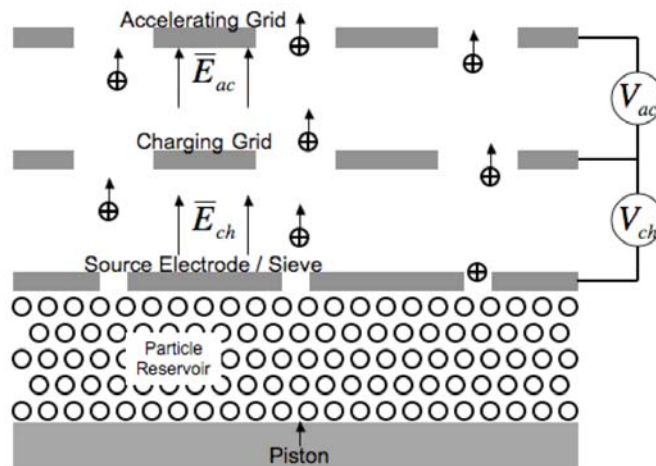 Accelerating Grid
E̅ac
Vac
Charging Grid
E̅ch
Vch
Source Electrode / Sieve
Particle
Reservoir
Piston